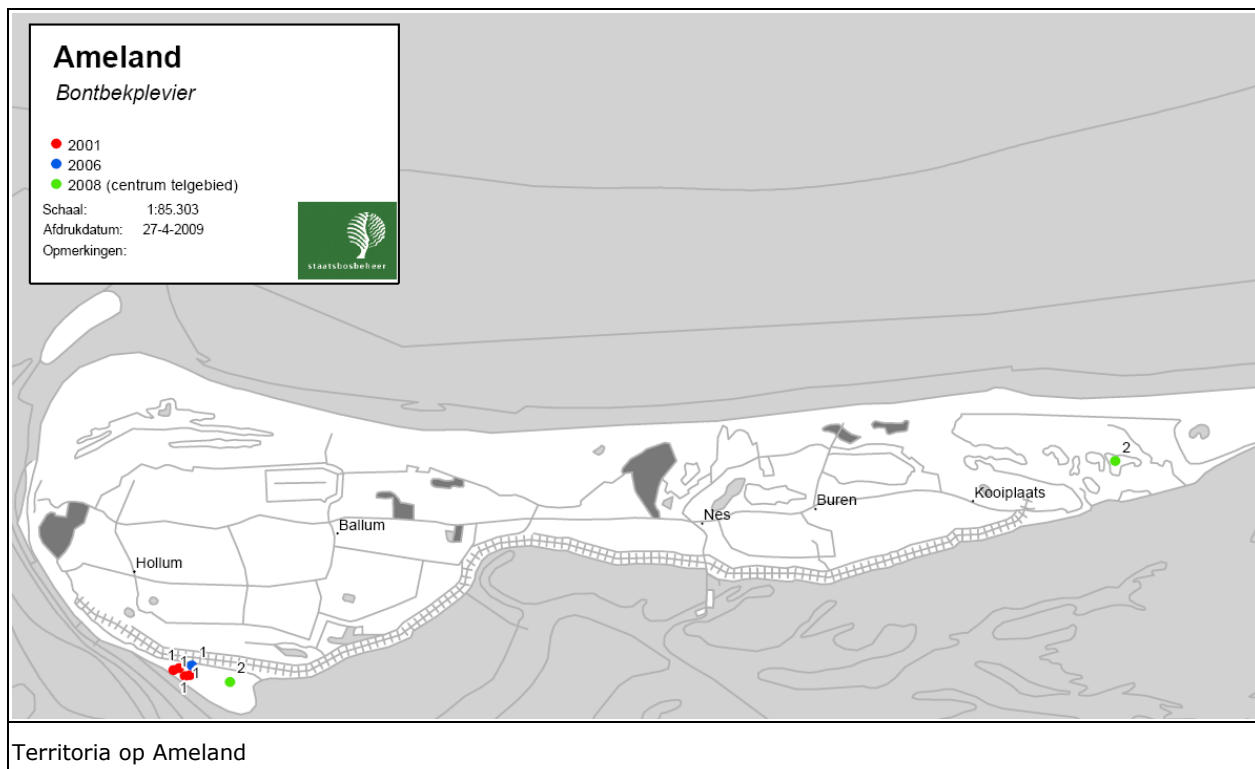 Ameland
Bontbekplevier
2001
2006
2008 (centrum telgebied)
Schaal: 1:85.303
Afdrukdatum: 27-4-2009
Opmerkingen:
staatsbosbeheer
2
Kooiplaats
Buren
Nes
Ballum
Hollum
1
1
1
2
1
1
Territoria op Ameland